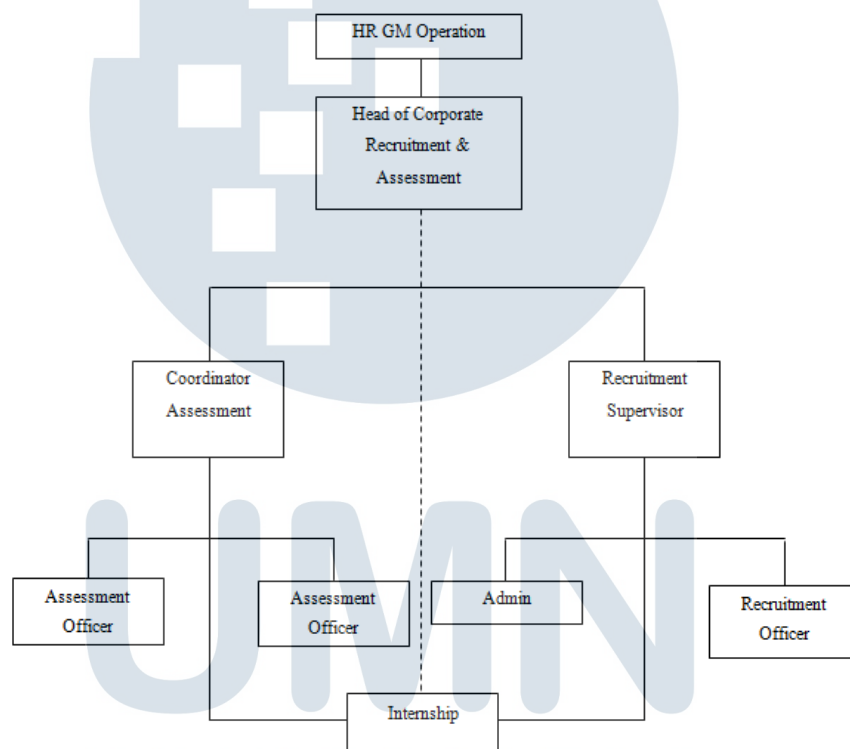 HR GM Operation
Head of Corporate
Recruitment &
Assessment
Coordinator
Assessment
Recruitment
Supervisor
Assessment
Officer
Assessment
Officer
Admin
Recruitment
Officer
Internship
UMN